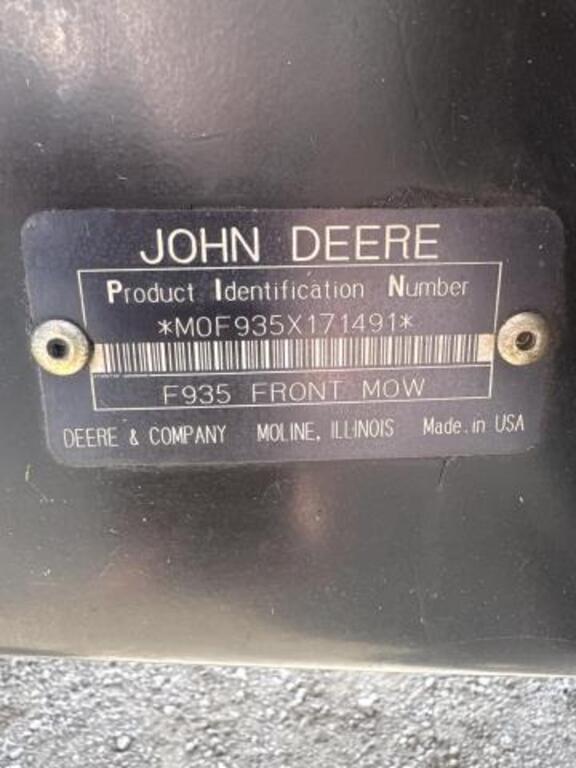 JOHN DEERE
Product Identification Number
*M0F935X171491*
F935 FRONT MOW
DEERE & COMPANY MOLINE, ILLINOIS Made in USA